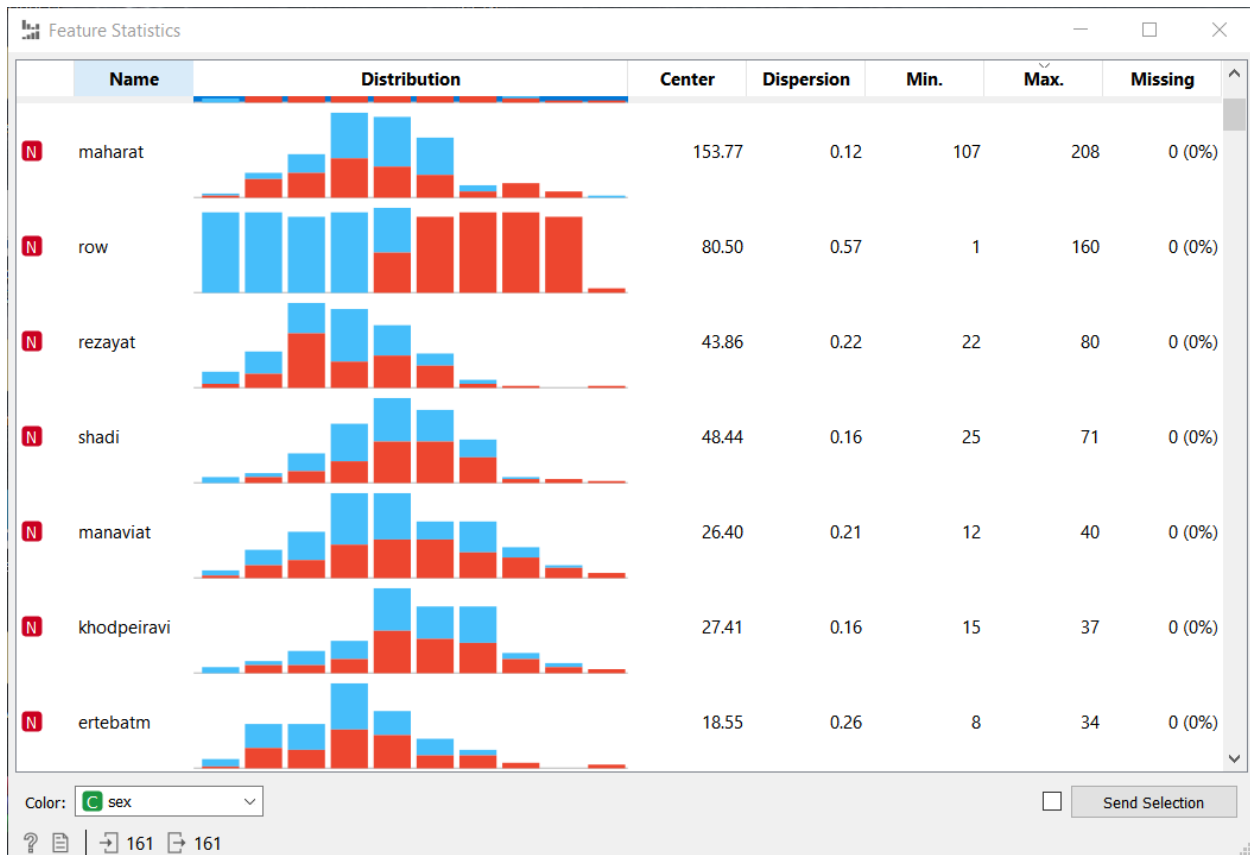 Feature Statistics
Name Distribution Center Dispersion Min. Max. Missing
N maharat 153.77 0.12 107 208 0 (0%)
N row 80.50 0.57 1 160 0 (0%)
N rezayat 43.86 0.22 22 80 0 (0%)
N shadi 48.44 0.16 25 71 0 (0%)
N manaviat 26.40 0.21 12 40 0 (0%)
N khodpeiravi 27.41 0.16 15 37 0 (0%)
N ertebatm 18.55 0.26 8 34 0 (0%)
Color: C sex Send Selection
? 161 161